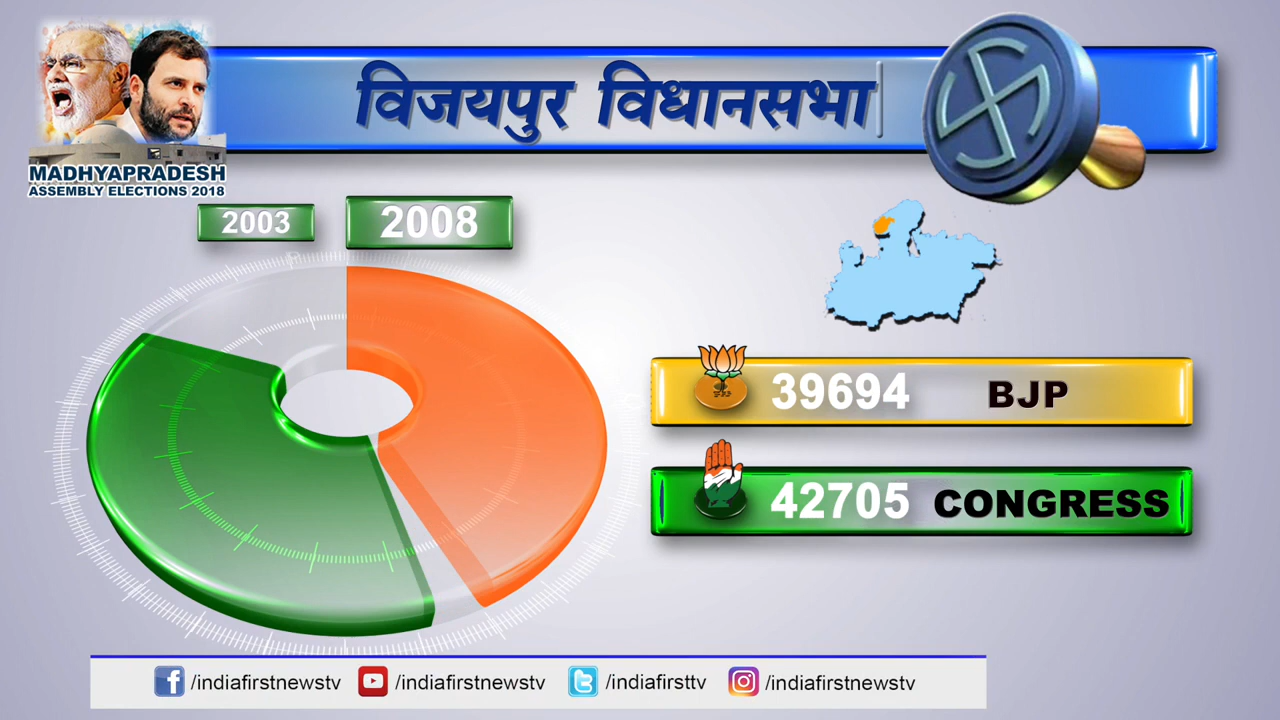 विजयपुर विधानसभा
MADHYAPRADESH
ASSEMBLY ELECTIONS 2018
2003
2008
39694 BJP
42705 CONGRESS
/indiafirstnewstv /indiafirstnewstv /indiafirsttv /indiafirstnewstv